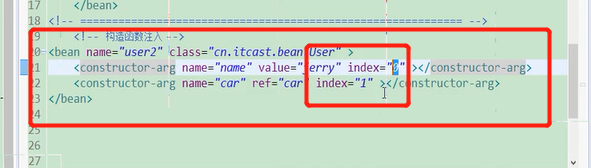 17 </bean>
18 <!-- ========================================================== -->
19 <!-- 构造函数注入 -->
20 <bean name="user2" class="cn.itcast.bean.User" >
21 <constructor-arg name="name" value="jerry" index="0" ></constructor-arg>
22 <constructor-arg name="car" ref="car" index="1" ></constructor-arg>
23 </bean>
24
25
26
27